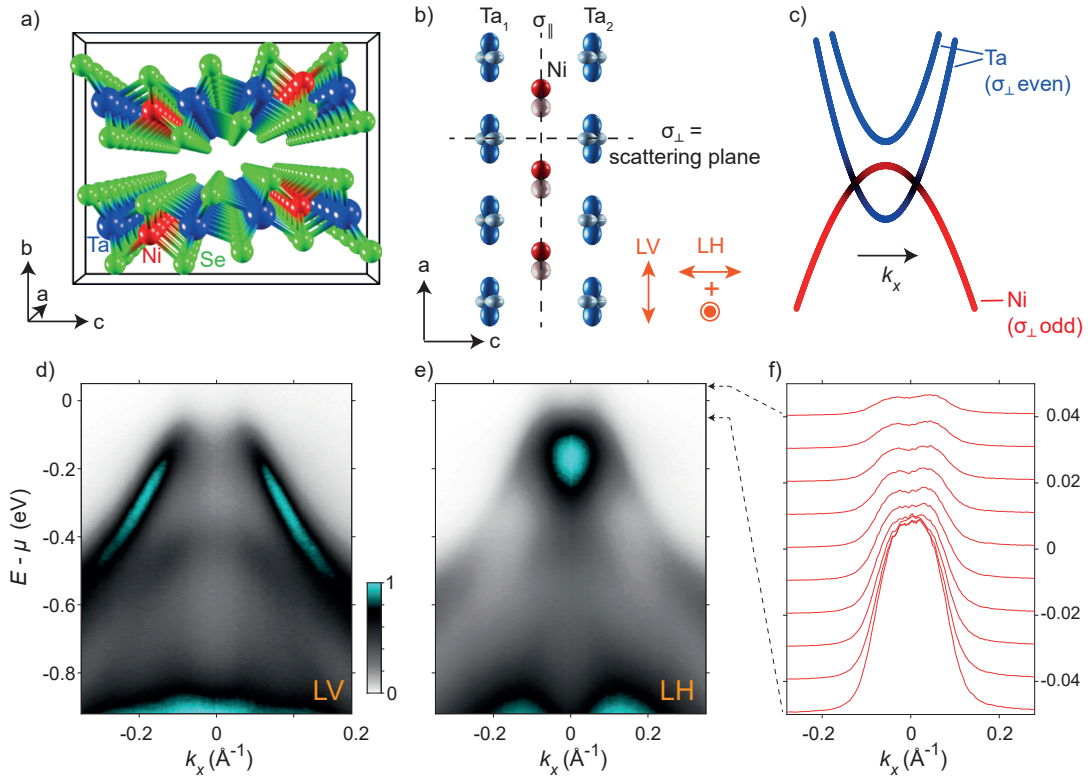 a)
b
a
c
Ta
Ni
Se
b)
Ta₁
σ∥
Ta₂
Ni
σ⊥ =
scattering plane
LV
LH
+
a
c
c)
Ta
(σ⊥ even)
kₓ
Ni
(σ⊥ odd)
d)
E - μ (eV)
0
-0.2
-0.4
-0.6
-0.8
1
0
LV
-0.2
0
0.2
kₓ (Å⁻¹)
e)
LH
-0.2
0
0.2
kₓ (Å⁻¹)
f)
0.04
0.02
0
-0.02
-0.04
-0.2
0
0.2
kₓ (Å⁻¹)